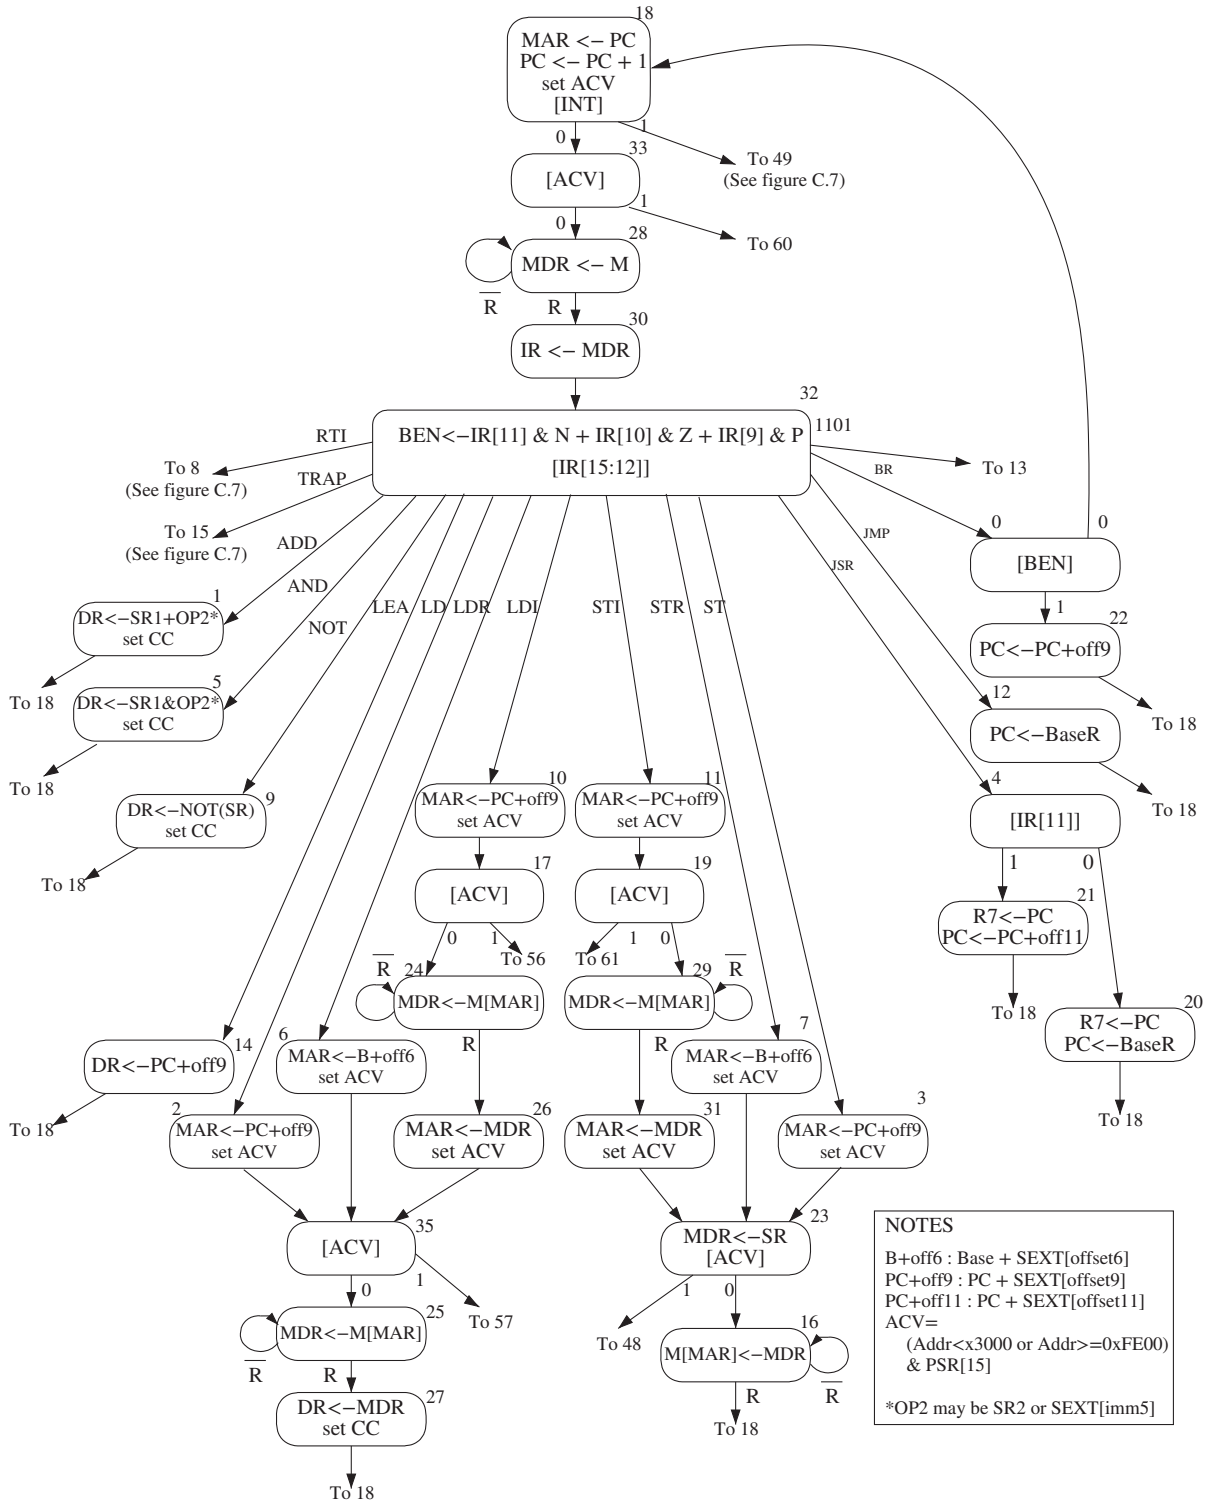 18
MAR <– PC
PC <– PC + 1
set ACV
[INT]
0
1
33
To 49
(See figure C.7)
[ACV]
0
1
28
To 60
MDR <– M
R
R
30
IR <– MDR
32
1101
BEN<–IR[11] & N + IR[10] & Z + IR[9] & P
[IR[15:12]]
RTI
To 8
(See figure C.7)
TRAP
To 15
(See figure C.7)
ADD
AND
NOT
LEA
LD
LDR
LDI
STI
STR
ST
JSR
JMP
BR
To 13
0
0
[BEN]
1
22
PC<–PC+off9
To 18
12
PC<–BaseR
To 18
4
[IR[11]]
1
0
21
R7<–PC
PC<–PC+off11
To 18
20
R7<–PC
PC<–BaseR
To 18
1
DR<–SR1+OP2*
set CC
To 18
5
DR<–SR1&OP2*
set CC
To 18
9
DR<–NOT(SR)
set CC
To 18
10
MAR<–PC+off9
set ACV
17
[ACV]
0
1
To 56
R
24
MDR<–M[MAR]
R
11
MAR<–PC+off9
set ACV
19
[ACV]
1
0
To 61
29
R
MDR<–M[MAR]
R
14
DR<–PC+off9
To 18
6
MAR<–B+off6
set ACV
7
MAR<–B+off6
set ACV
2
MAR<–PC+off9
set ACV
26
MAR<–MDR
set ACV
31
MAR<–MDR
set ACV
3
MAR<–PC+off9
set ACV
35
[ACV]
0
1
To 57
25
MDR<–M[MAR]
R
R
27
DR<–MDR
set CC
To 18
23
MDR<–SR
[ACV]
1
0
To 48
16
M[MAR]<–MDR
R
R
To 18
NOTES
B+off6 : Base + SEXT[offset6]
PC+off9 : PC + SEXT[offset9]
PC+off11 : PC + SEXT[offset11]
ACV=
(Addr<x3000 or Addr>=0xFE00)
& PSR[15]
*OP2 may be SR2 or SEXT[imm5]